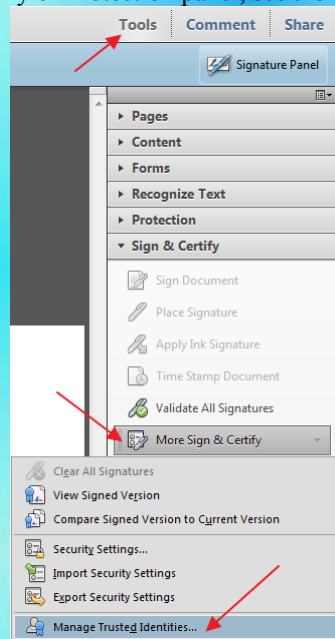 Tools Comment Share
Signature Panel
Pages
Content
Forms
Recognize Text
Protection
Sign & Certify
Sign Document
Place Signature
Apply Ink Signature
Time Stamp Document
Validate All Signatures
More Sign & Certify
Clear All Signatures
View Signed Version
Compare Signed Version to Current Version
Security Settings...
Import Security Settings
Export Security Settings
Manage Trusted Identities...